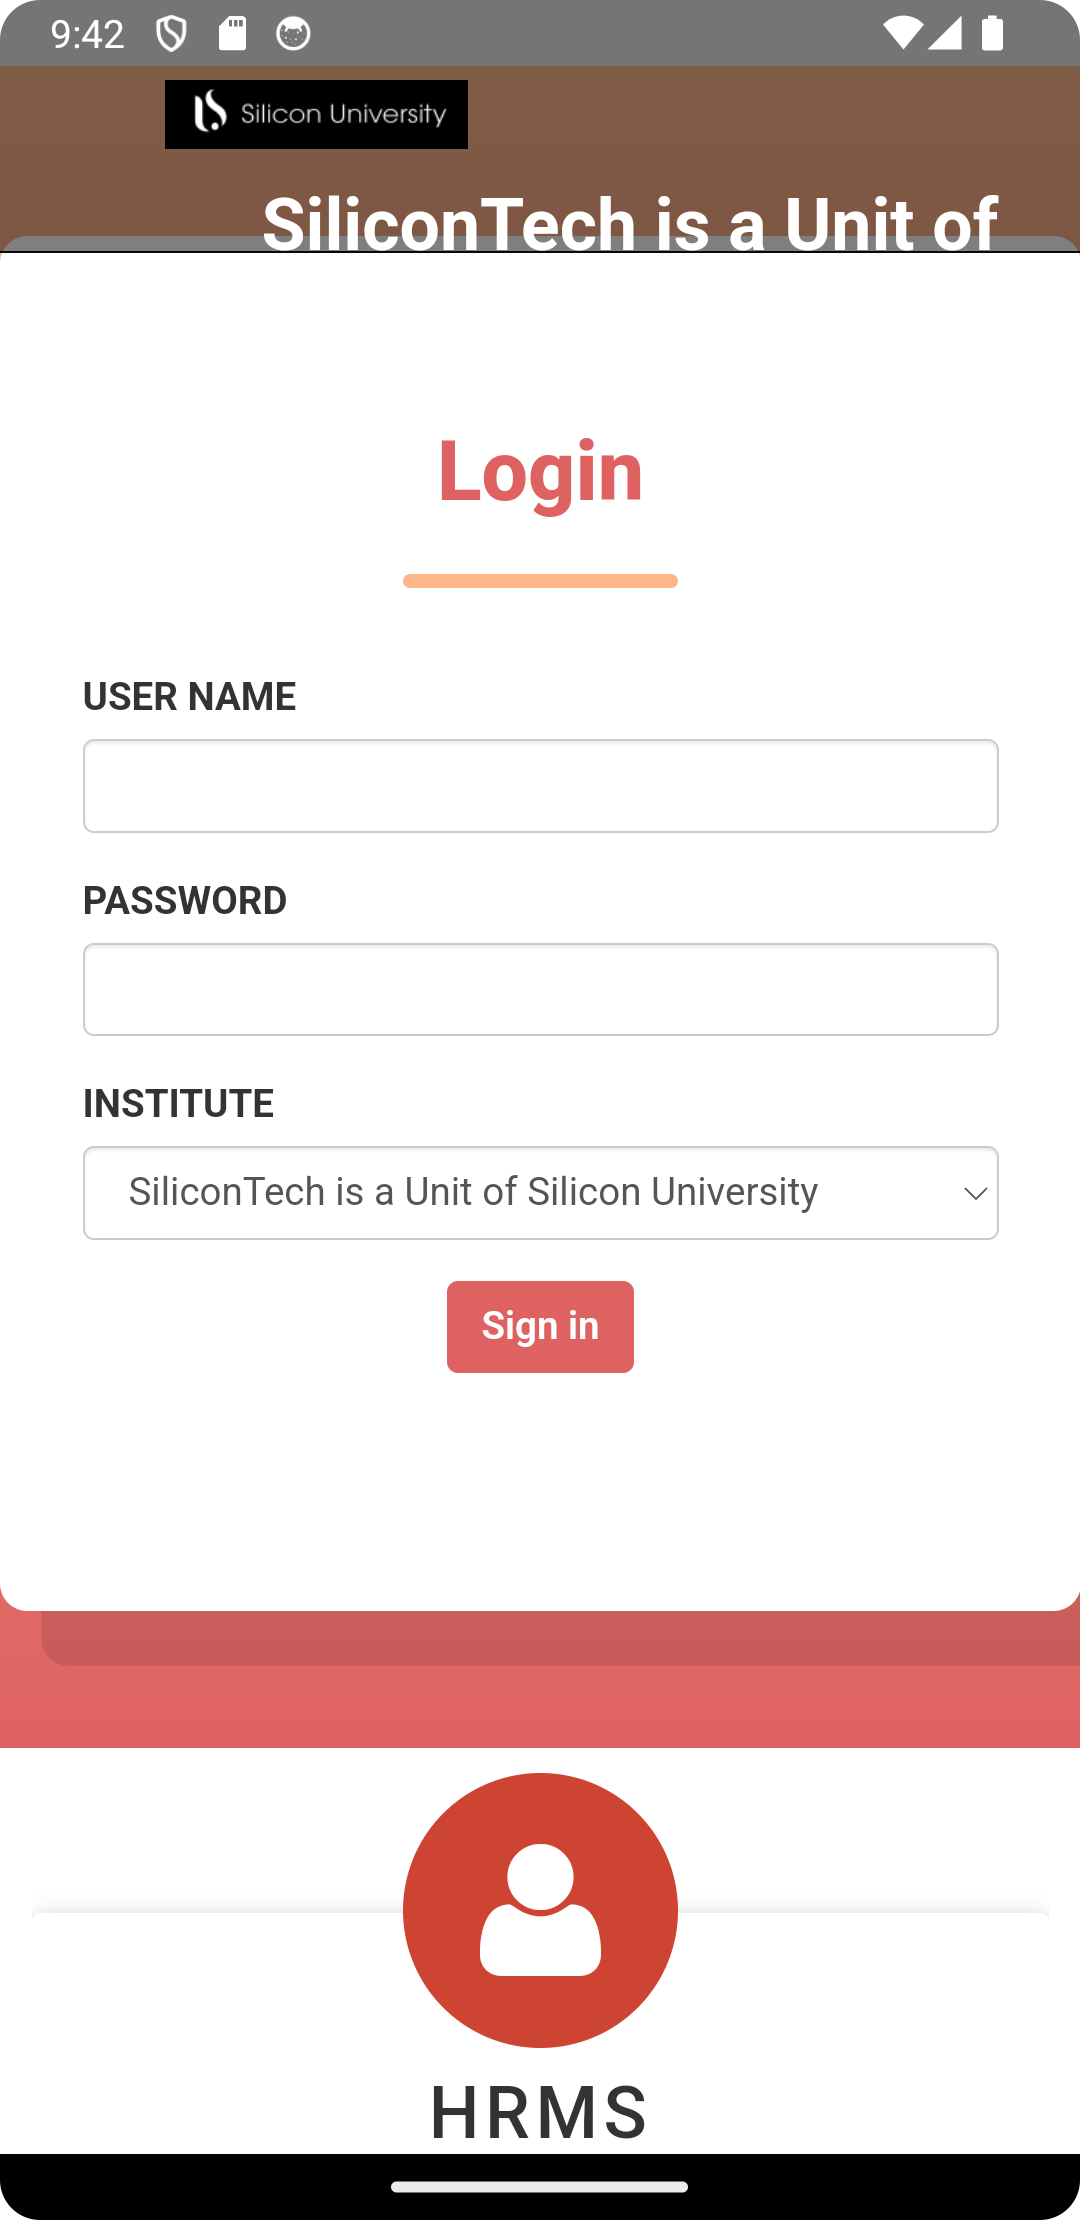 9:42
Silicon University
SiliconTech is a Unit of
Login
USER NAME
PASSWORD
INSTITUTE
SiliconTech is a Unit of Silicon University
Sign in
HRMS